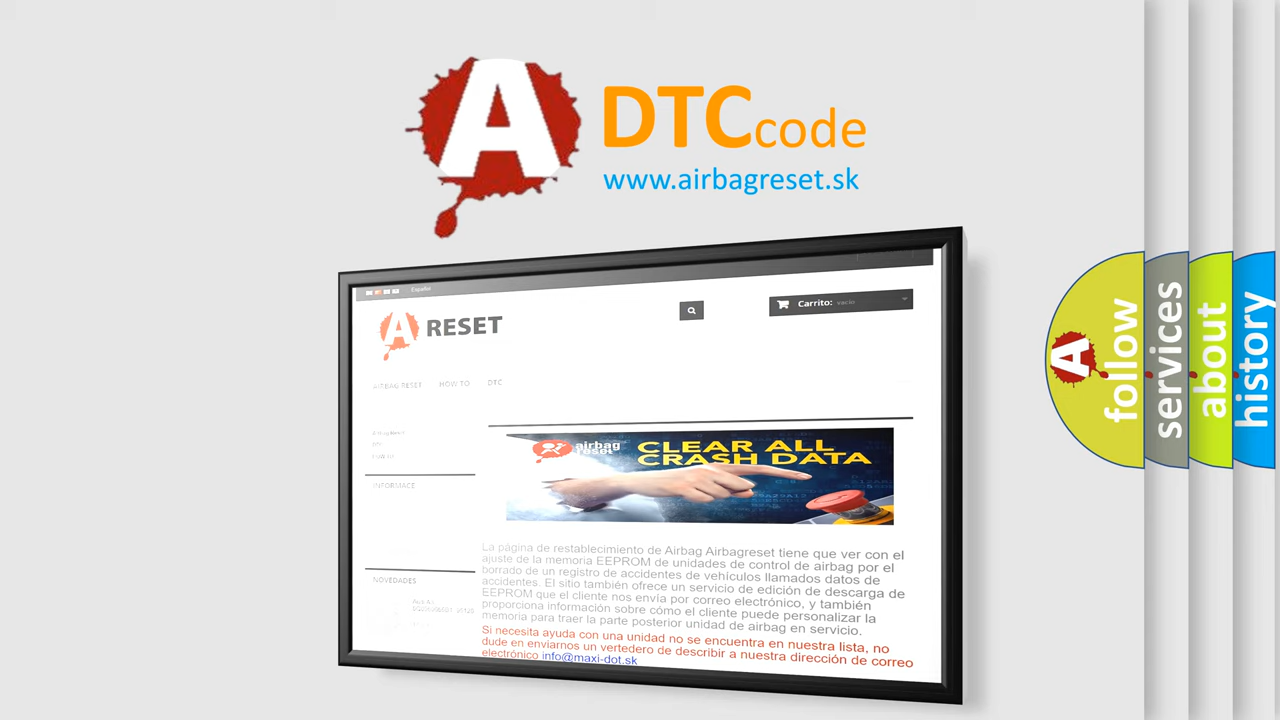 A
DTCcode
www.airbagreset.sk
Español
A RESET
Carrito: vacío
AIRBAG RESET HOW TO DTC
INFORMACE
NOVEDADES
airbag
reset
CLEAR ALL
CRASH DATA
La página de restablecimiento de Airbag Airbagreset tiene que ver con el
ajuste de la memoria EEPROM de unidades de control de airbag por el
borrado de un registro de accidentes de vehículos llamados datos de
accidentes. El sitio también ofrece un servicio de edición de descarga de
EEPROM que el cliente nos envía por correo electrónico, y también
proporciona información sobre cómo el cliente puede personalizar la
memoria para traer la parte posterior unidad de airbag en servicio.
Si necesita ayuda con una unidad no se encuentra en nuestra lista, no
dude en enviarnos un vertedero de describir a nuestra dirección de correo
electrónico info@maxi-dot.sk
A
follow
services
about
history